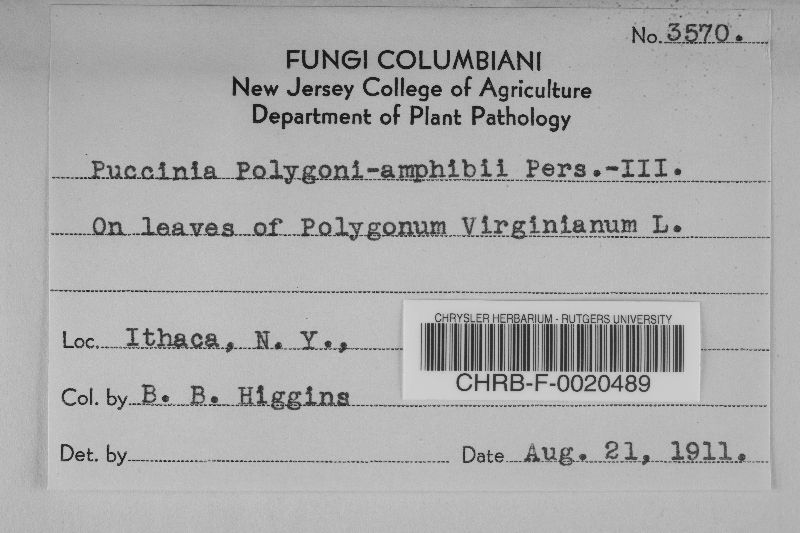 No. 3570.
FUNGI COLUMBIANI
New Jersey College of Agriculture
Department of Plant Pathology
Puccinia Polygoni-amphibii Pers.-III.
On leaves of Polygonum Virginianum L.
Loc. Ithaca, N. Y.,
CHRYSLER HERBARIUM - RUTGERS UNIVERSITY
CHRB-F-0020489
Col. by B. B. Higgins
Det. by
Date Aug. 21, 1911.